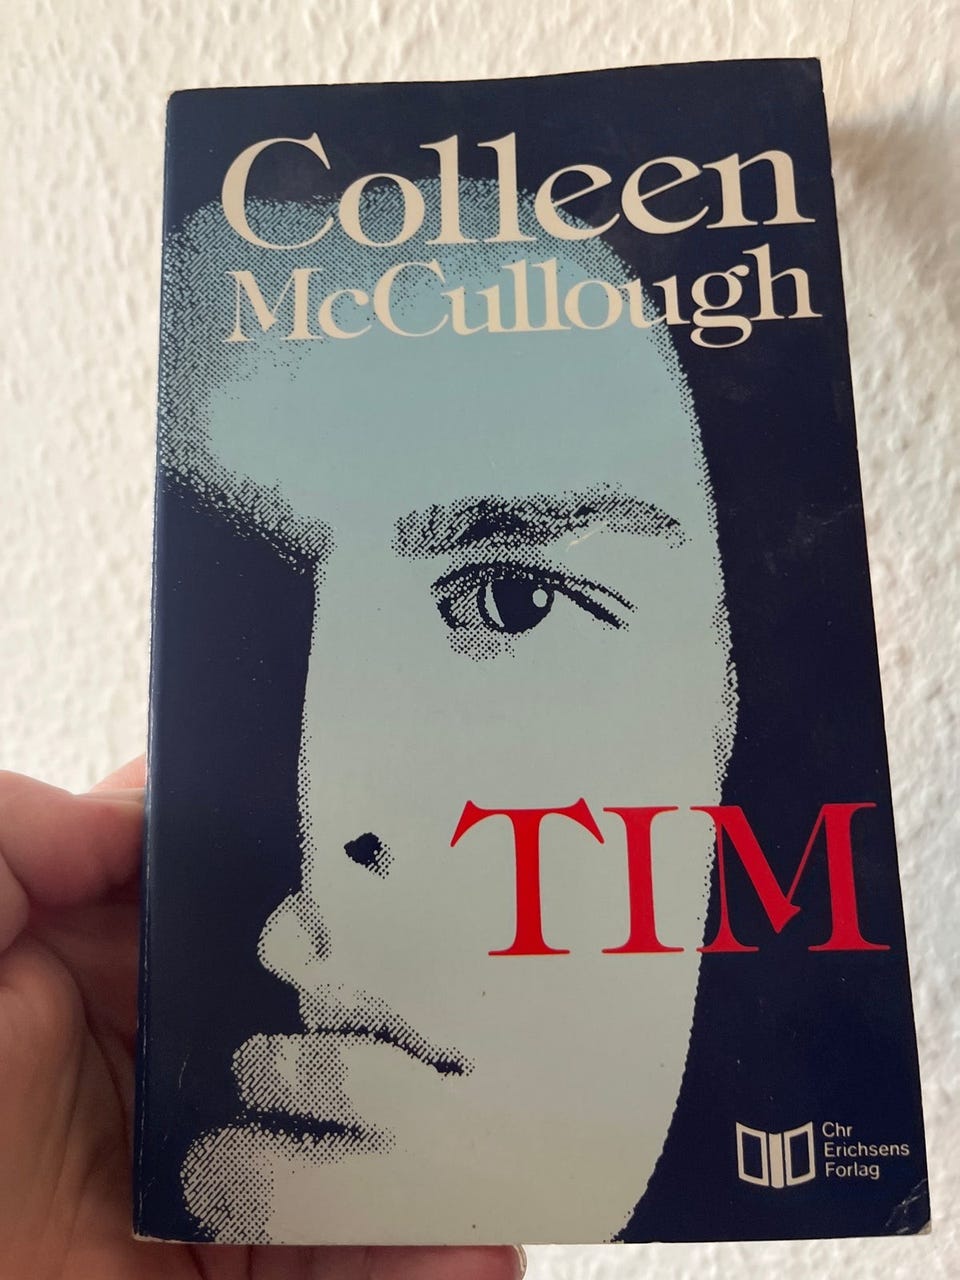 Colleen
McCullough
TIM
Chr
Erichsens
Forlag